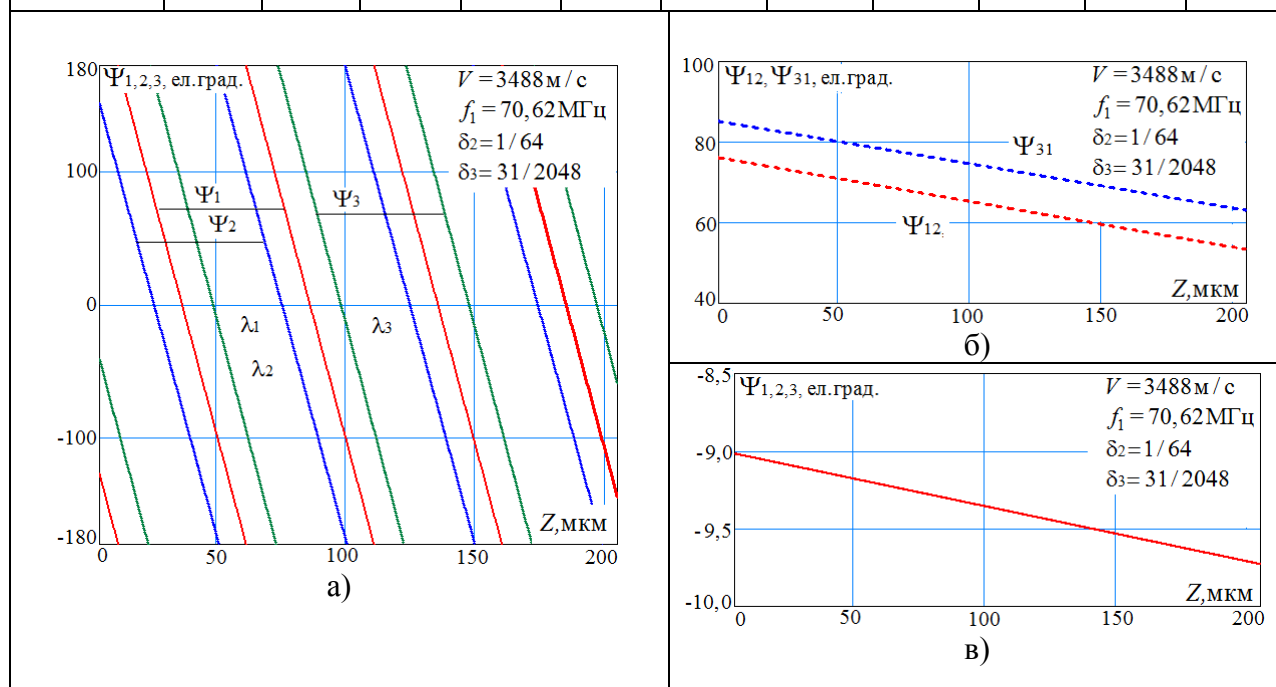 180
Ψ1,2,3, ел.град.
V = 3488 м / с
f1 = 70,62 МГц
δ2 = 1 / 64
δ3 = 31 / 2048
100
Ψ1
Ψ2
Ψ3
0
λ1
λ2
λ3
-100
-180
Z,мкм
0 50 100 150 200
а)
100
Ψ12, Ψ31, ел.град.
V = 3488 м / с
f1 = 70,62 МГц
δ2 = 1 / 64
δ3 = 31 / 2048
80
Ψ31
60
Ψ12,
40
Z,мкм
0 50 100 150 200
б)
-8,5
Ψ1,2,3, ел.град.
V = 3488 м / с
f1 = 70,62 МГц
δ2 = 1 / 64
δ3 = 31 / 2048
-9,0
-9,5
-10,0
Z,мкм
0 50 100 150 200
в)